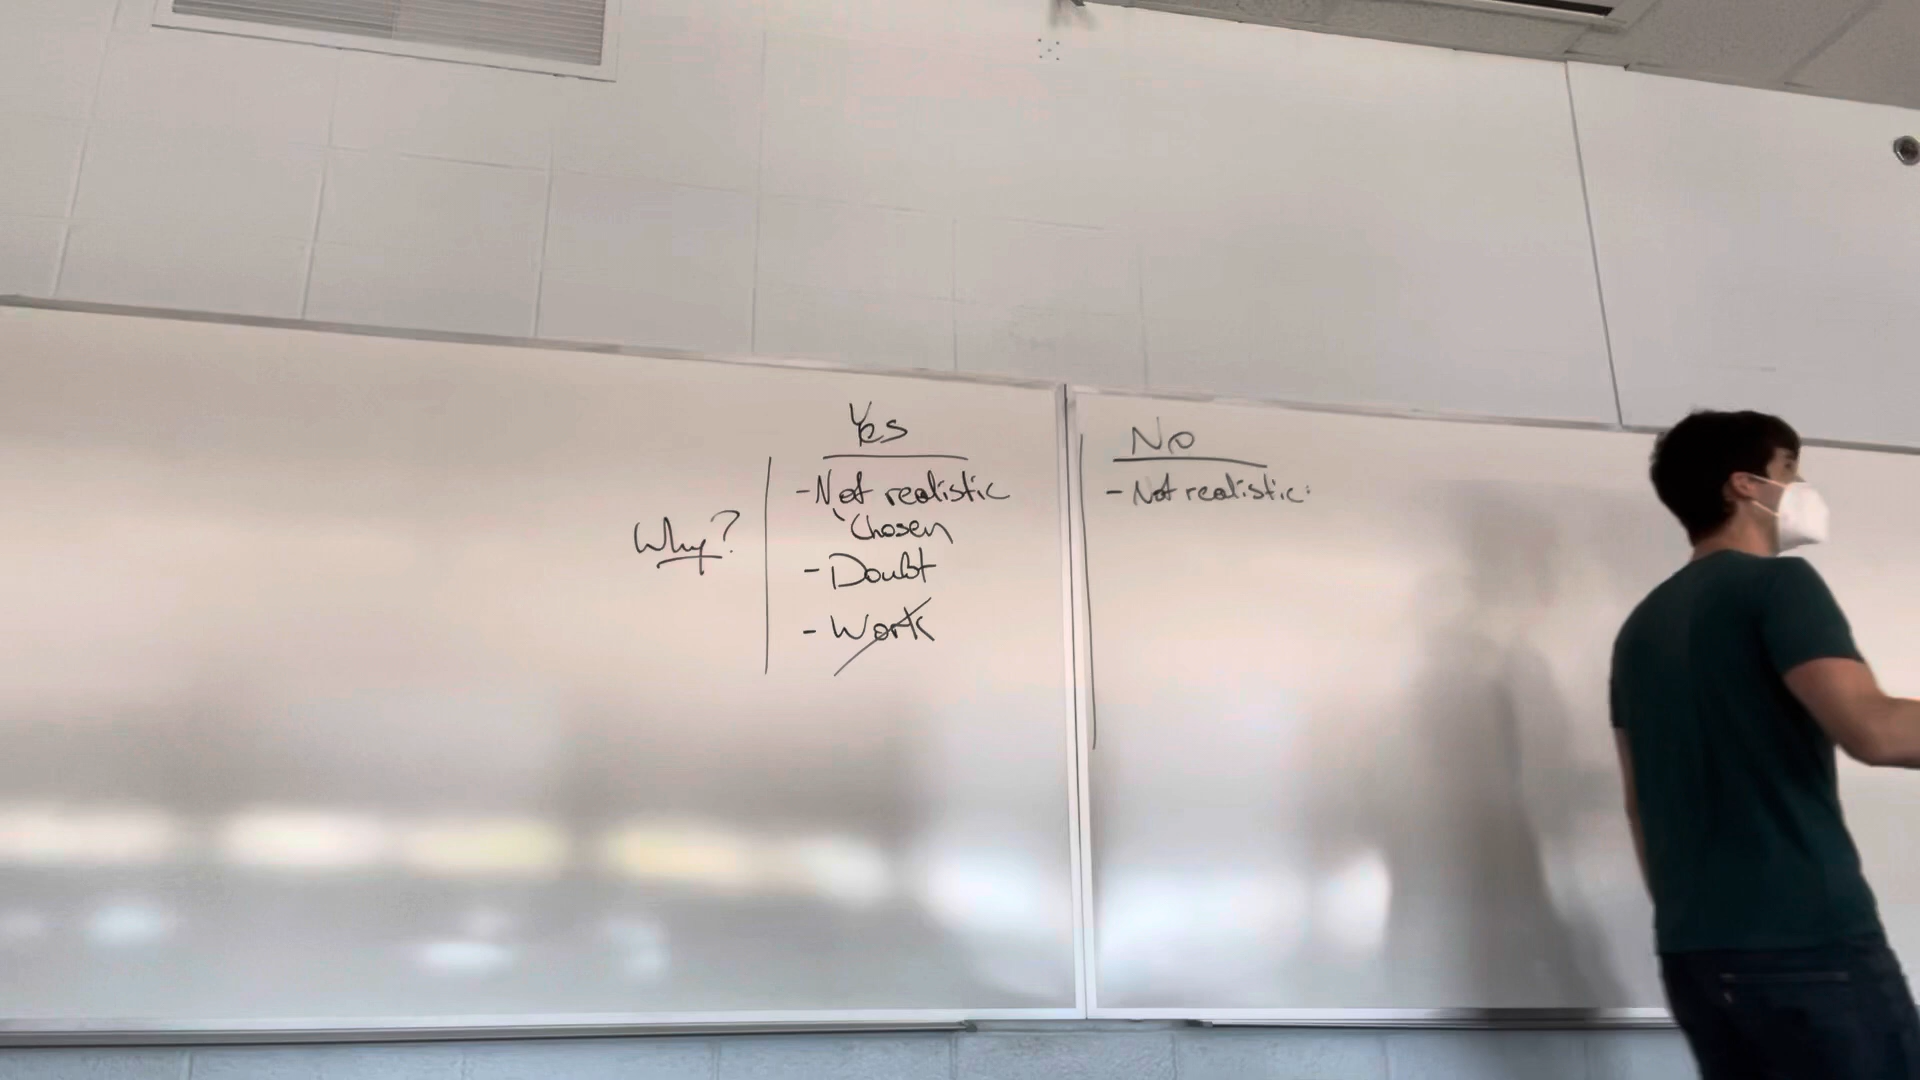 Yes
No
Why?
- Not realistic
Chosen
- Doubt
- Work
- Not realistic: